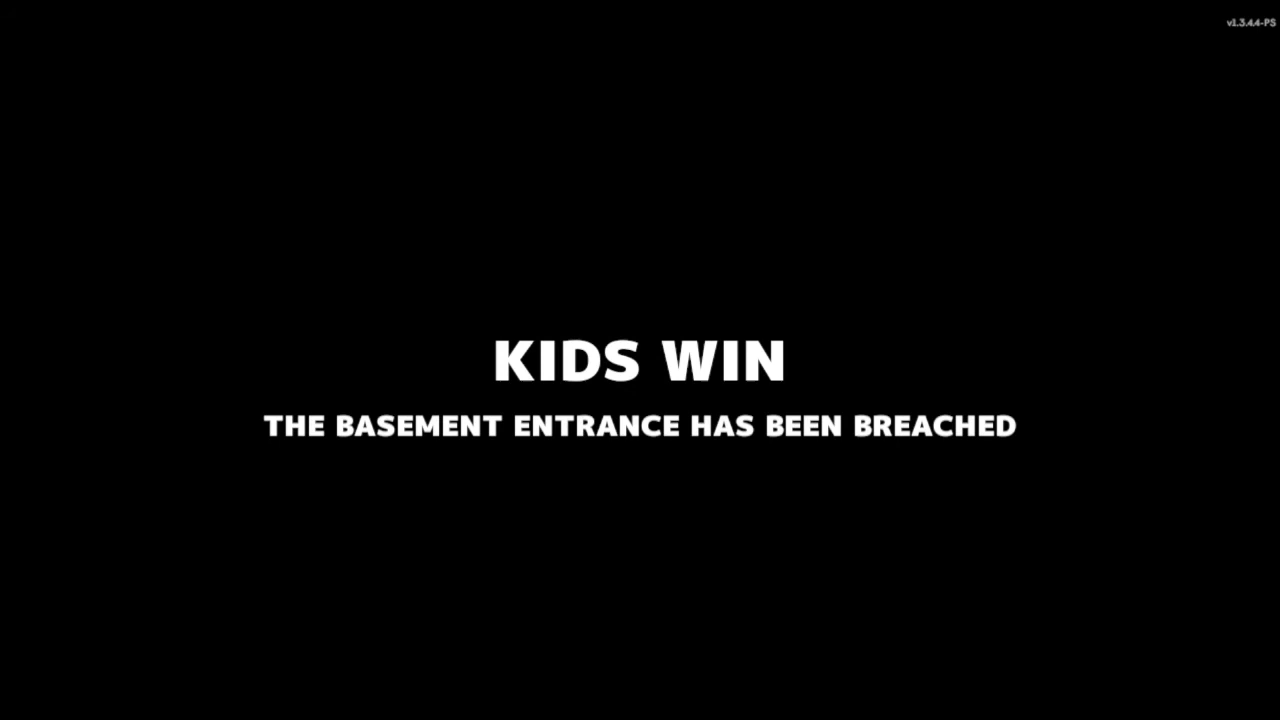 v1.3.4.4-PS
KIDS WIN
THE BASEMENT ENTRANCE HAS BEEN BREACHED